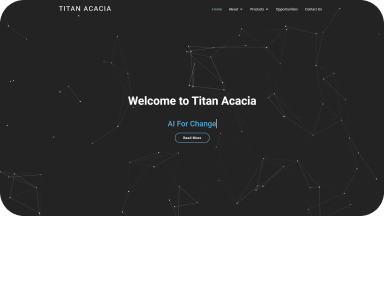 TITAN ACACIA
Home About Products Opportunities Contact Us
Welcome to Titan Acacia
AI For Change
Read More